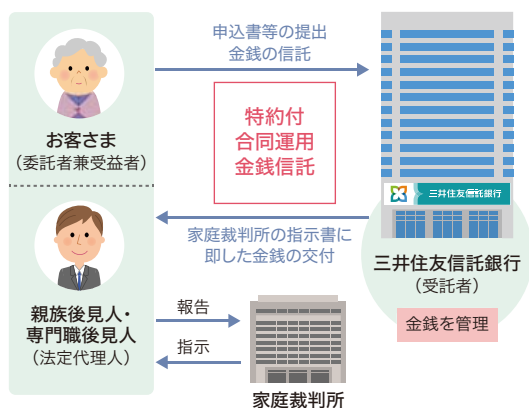 お客さま
(委託者兼受益者)
親族後見人・
専門職後見人
(法定代理人)
申込書等の提出
金銭の信託
特約付
合同運用
金銭信託
家庭裁判所の指示書に
即した金銭の交付
三井住友信託銀行
三井住友信託銀行
(受託者)
金銭を管理
報告
指示
家庭裁判所